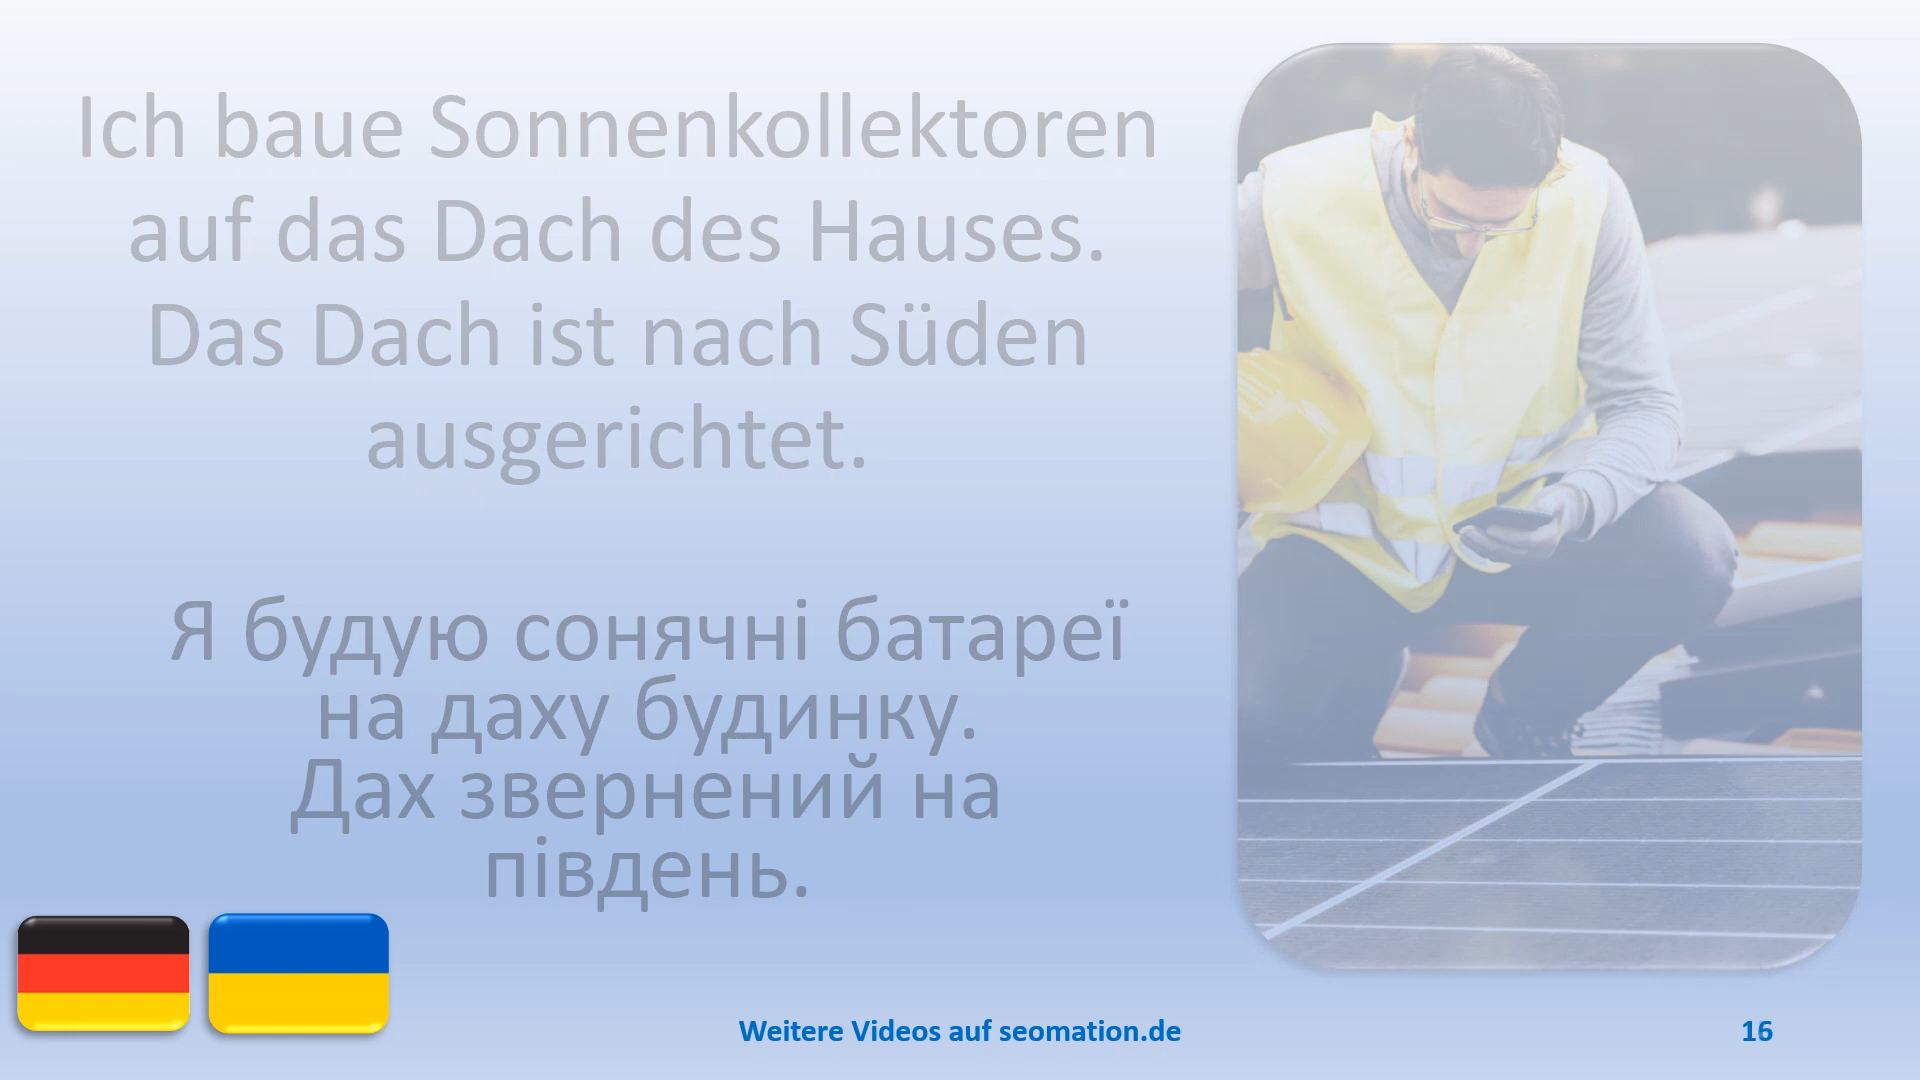 Ich baue Sonnenkollektoren
auf das Dach des Hauses.
Das Dach ist nach Süden
ausgerichtet.
Я будую сонячні батареї
на даху будинку.
Дах звернений на
південь.
Weitere Videos auf seomation.de
16